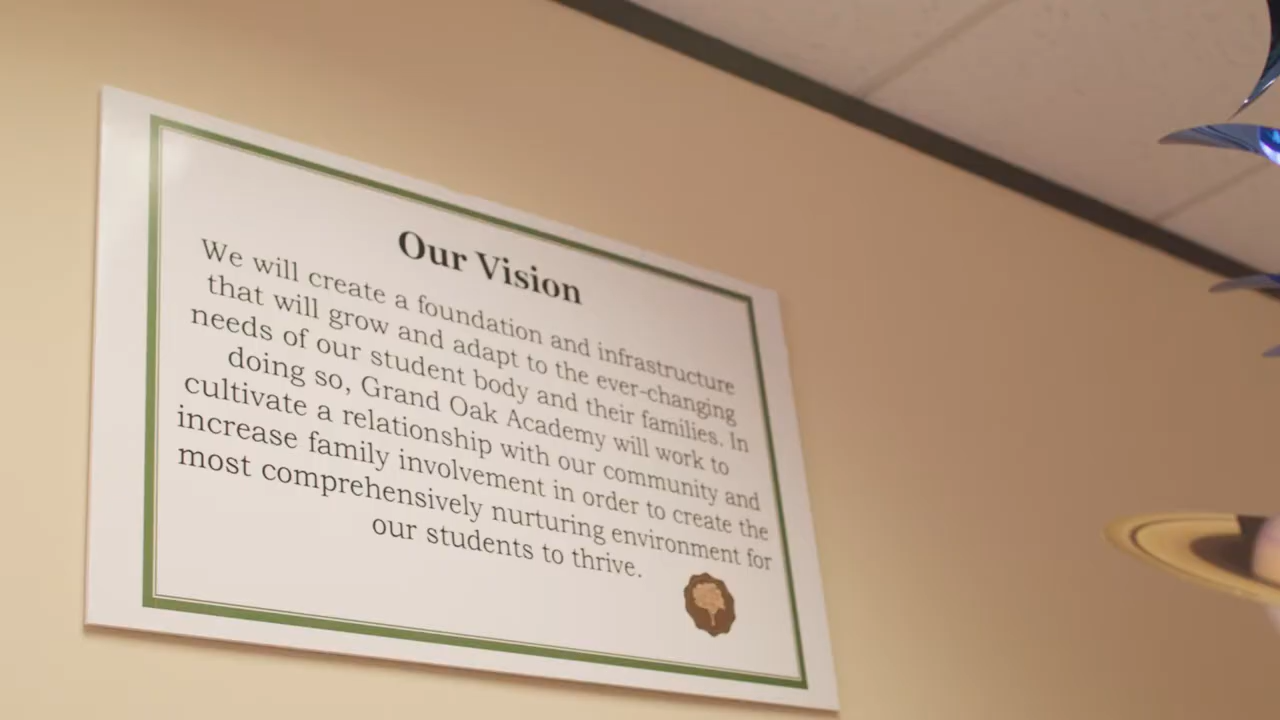 Our Vision
We will create a foundation and infrastructure
that will grow and adapt to the ever-changing
needs of our student body and their families. In
doing so, Grand Oak Academy will work to
cultivate a relationship with our community and
increase family involvement in order to create the
most comprehensively nurturing environment for
our students to thrive.